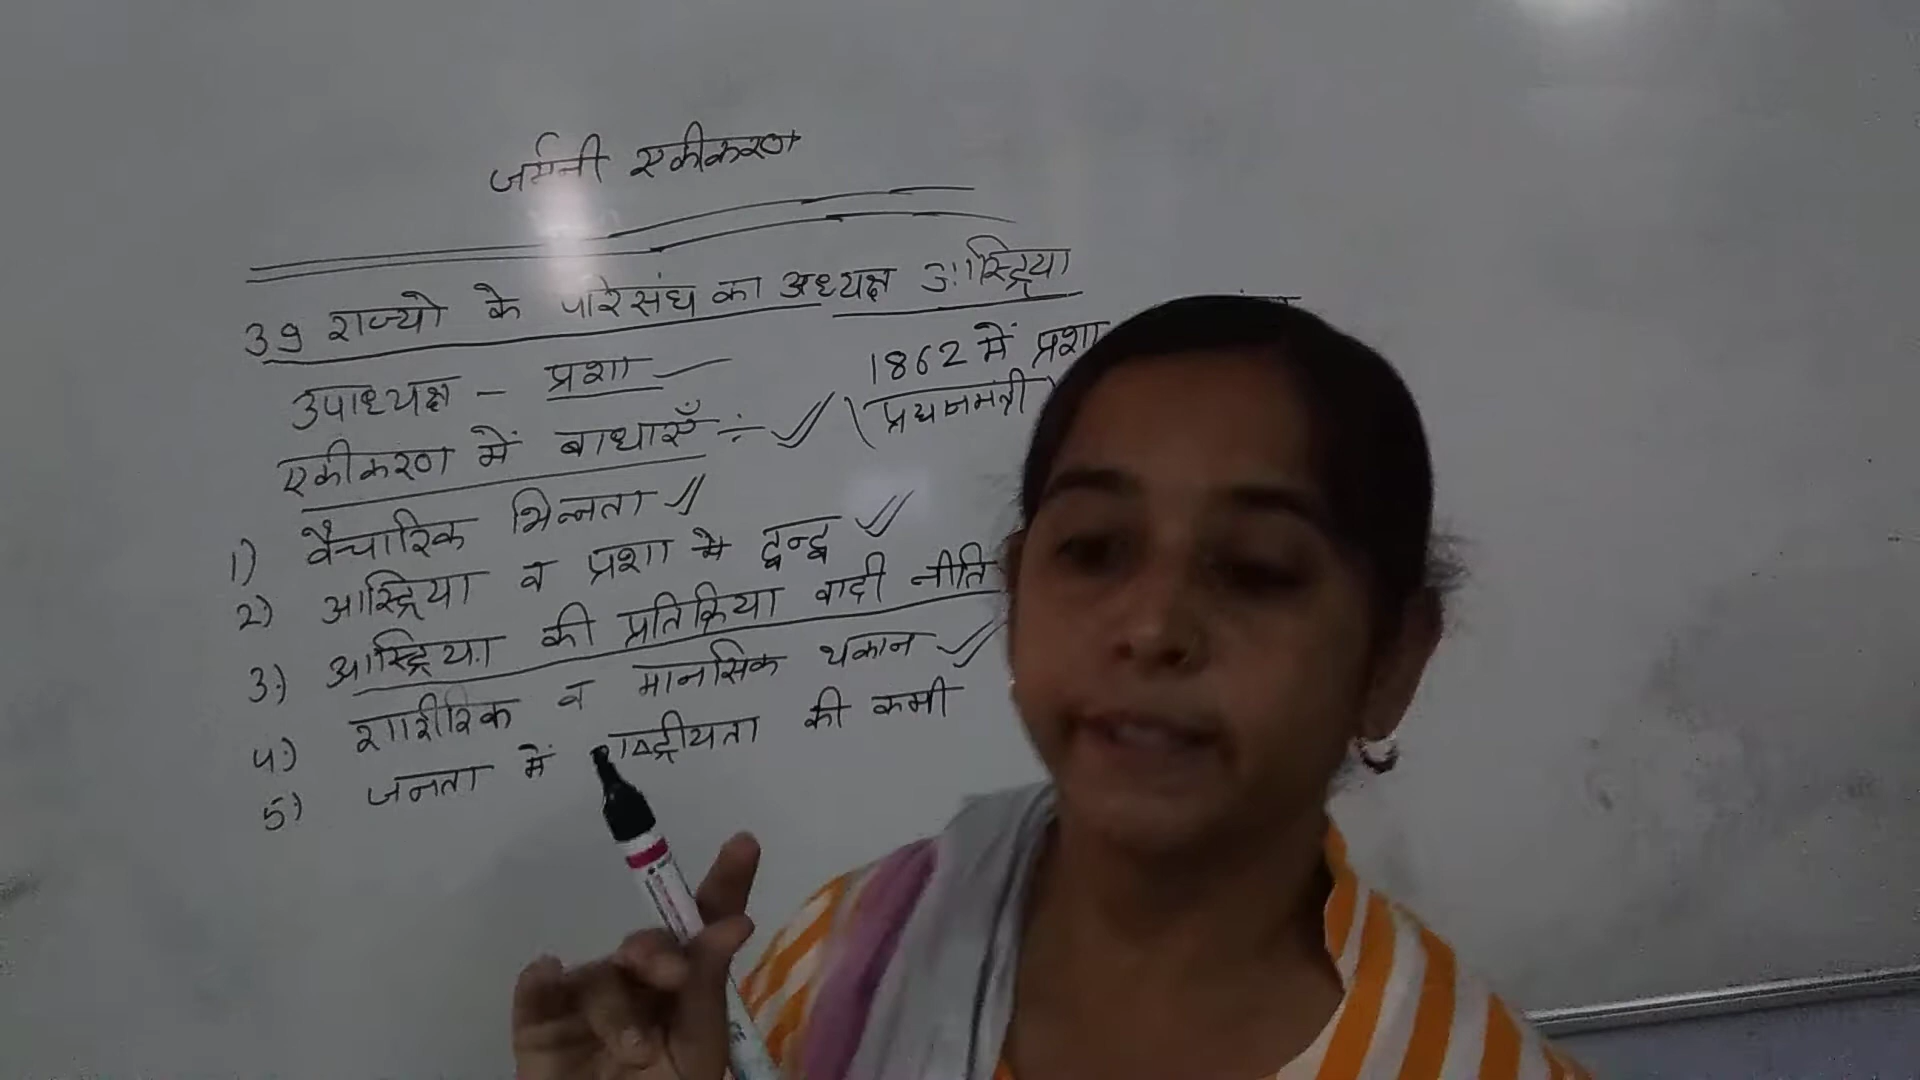 जर्मनी एकीकरण
39 राज्यो के परिसंघ का अध्यक्ष ऑस्ट्रिया
उपाध्यक्ष - प्रशा
1862 में प्रशा
(प्रधानमंत्री)
एकीकरण में बाधाएँ ÷
1) वैचारिक भिन्नता
2) आस्ट्रिया व प्रशा मे द्वन्द्व
3) आस्ट्रिया की प्रतिक्रिया वादी नीति
4) शारीरिक व मानसिक थकान
5) जनता में राष्ट्रीयता की कमी